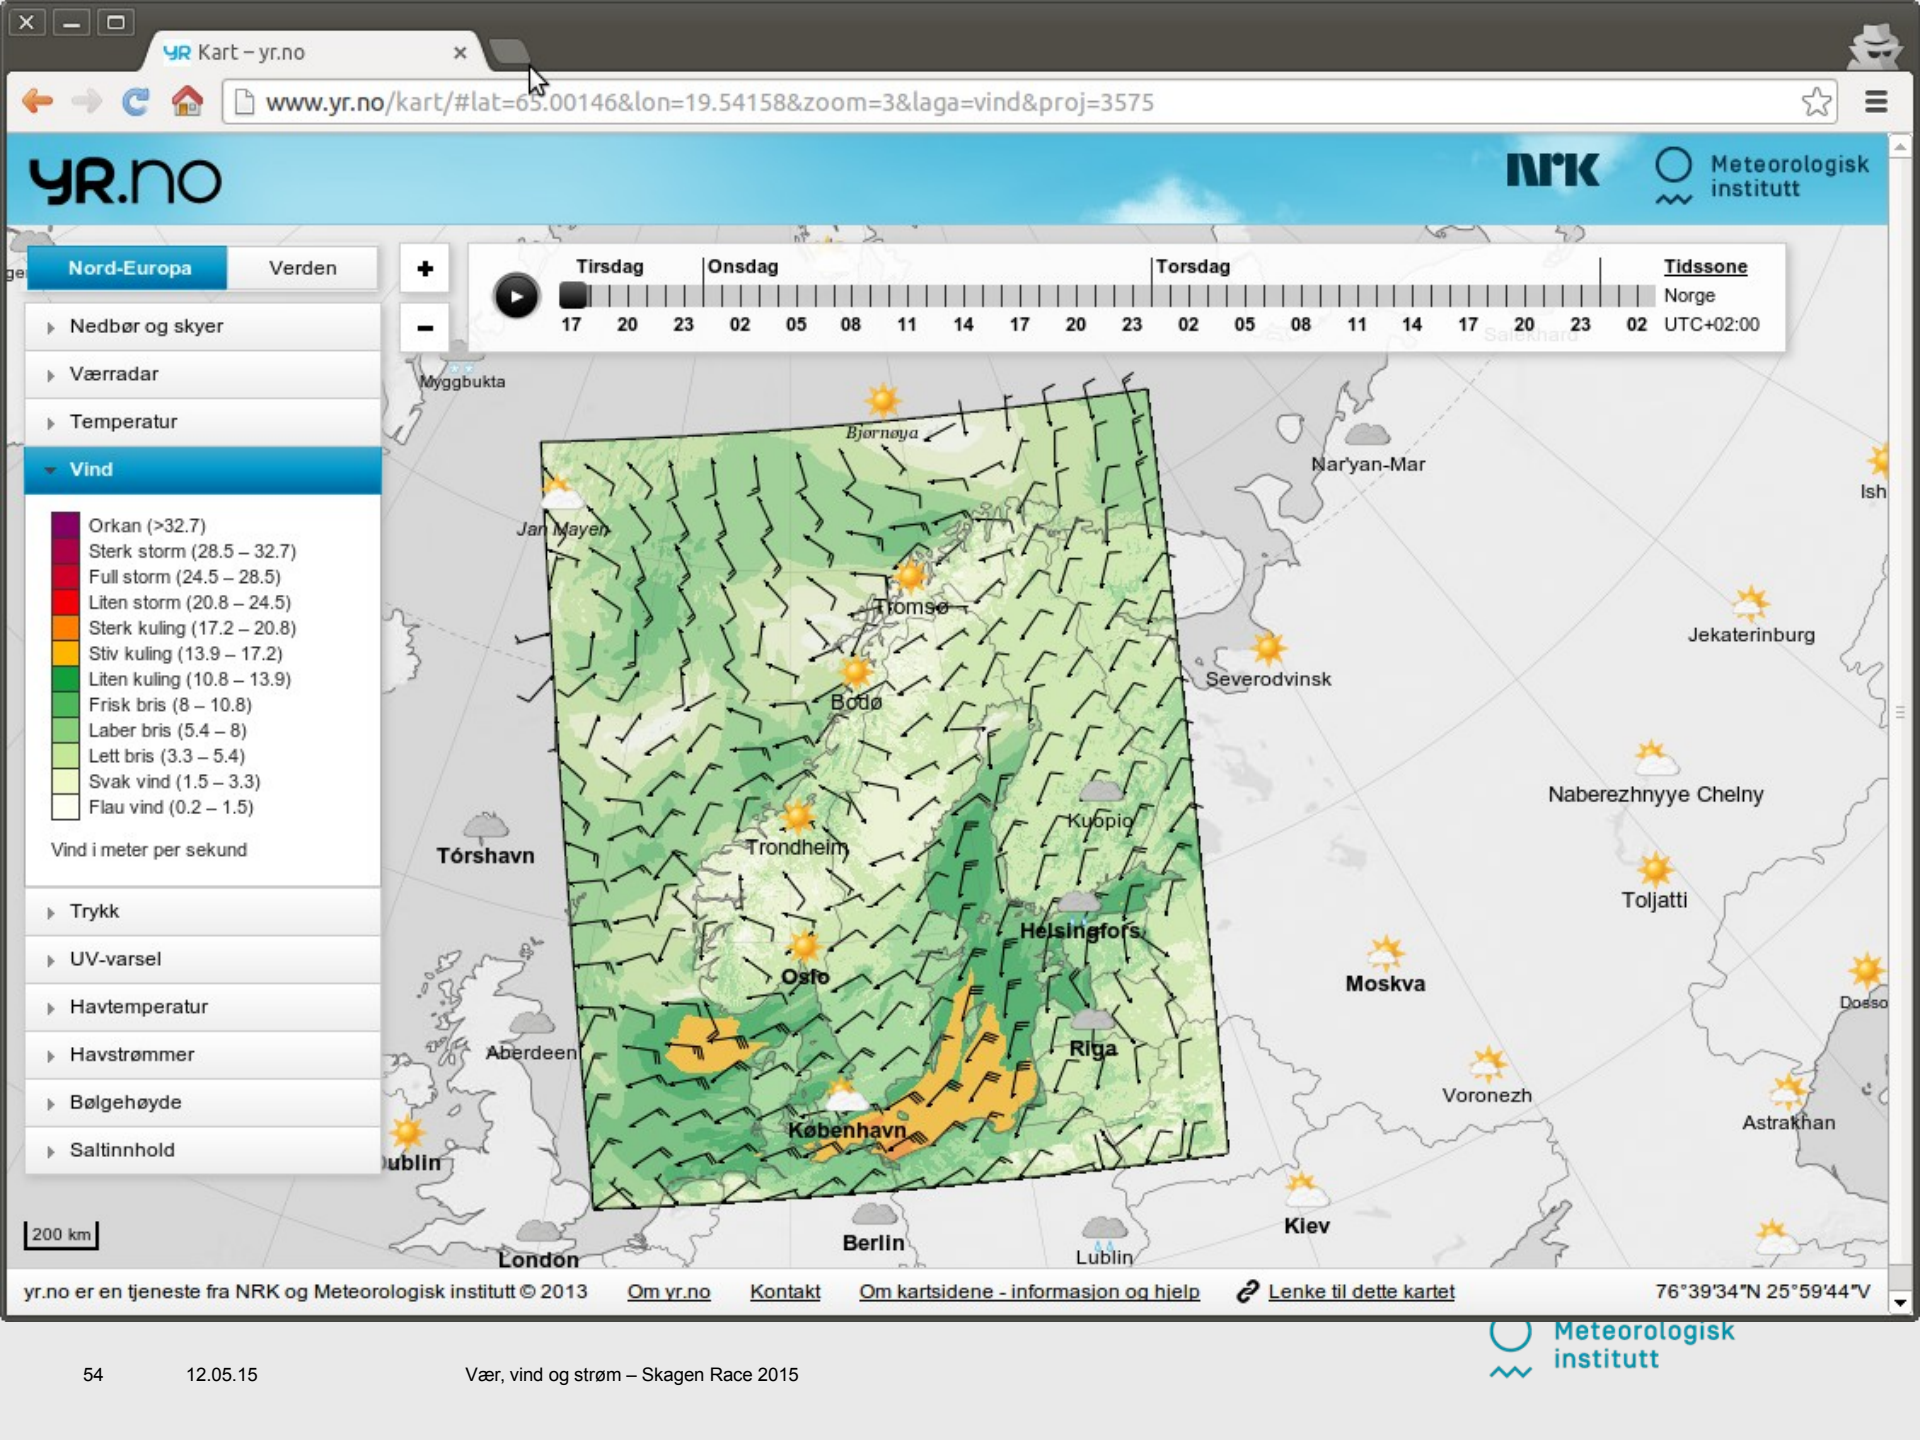 YR Kart – yr.no
www.yr.no/kart/#lat=65.00146&lon=19.54158&zoom=3&laga=vind&proj=3575
YR.NO
NRK
Meteorologisk
institutt
Nord-Europa
Verden
+
−
Tirsdag
Onsdag
Torsdag
Tidssone
Norge
17 20 23 02 05 08 11 14 17 20 23 02 05 08 11 14 17 20 23 02
UTC+02:00
Nedbør og skyer
Værradar
Temperatur
Vind
Orkan (>32.7)
Sterk storm (28.5 – 32.7)
Full storm (24.5 – 28.5)
Liten storm (20.8 – 24.5)
Sterk kuling (17.2 – 20.8)
Stiv kuling (13.9 – 17.2)
Liten kuling (10.8 – 13.9)
Frisk bris (8 – 10.8)
Laber bris (5.4 – 8)
Lett bris (3.3 – 5.4)
Svak vind (1.5 – 3.3)
Flau vind (0.2 – 1.5)
Vind i meter per sekund
Trykk
UV-varsel
Havtemperatur
Havstrømmer
Bølgehøyde
Saltinnhold
200 km
Salekhard
Myggbukta
Bjørnøya
Nar'yan-Mar
Ish
Jan Mayen
Tromsø
Jekaterinburg
Severodvinsk
Bodø
Naberezhnyye Chelny
Kuopio
Trondheim
Tórshavn
Toljatti
Helsingfors
Oslo
Moskva
Dosso
Aberdeen
Riga
Voronezh
Astrakhan
København
ublin
Kiev
Berlin
Lublin
London
yr.no er en tjeneste fra NRK og Meteorologisk institutt © 2013
Om yr.no
Kontakt
Om kartsidene - informasjon og hjelp
Lenke til dette kartet
76°39'34"N 25°59'44"V
Meteorologisk
institutt
54
12.05.15
Vær, vind og strøm – Skagen Race 2015